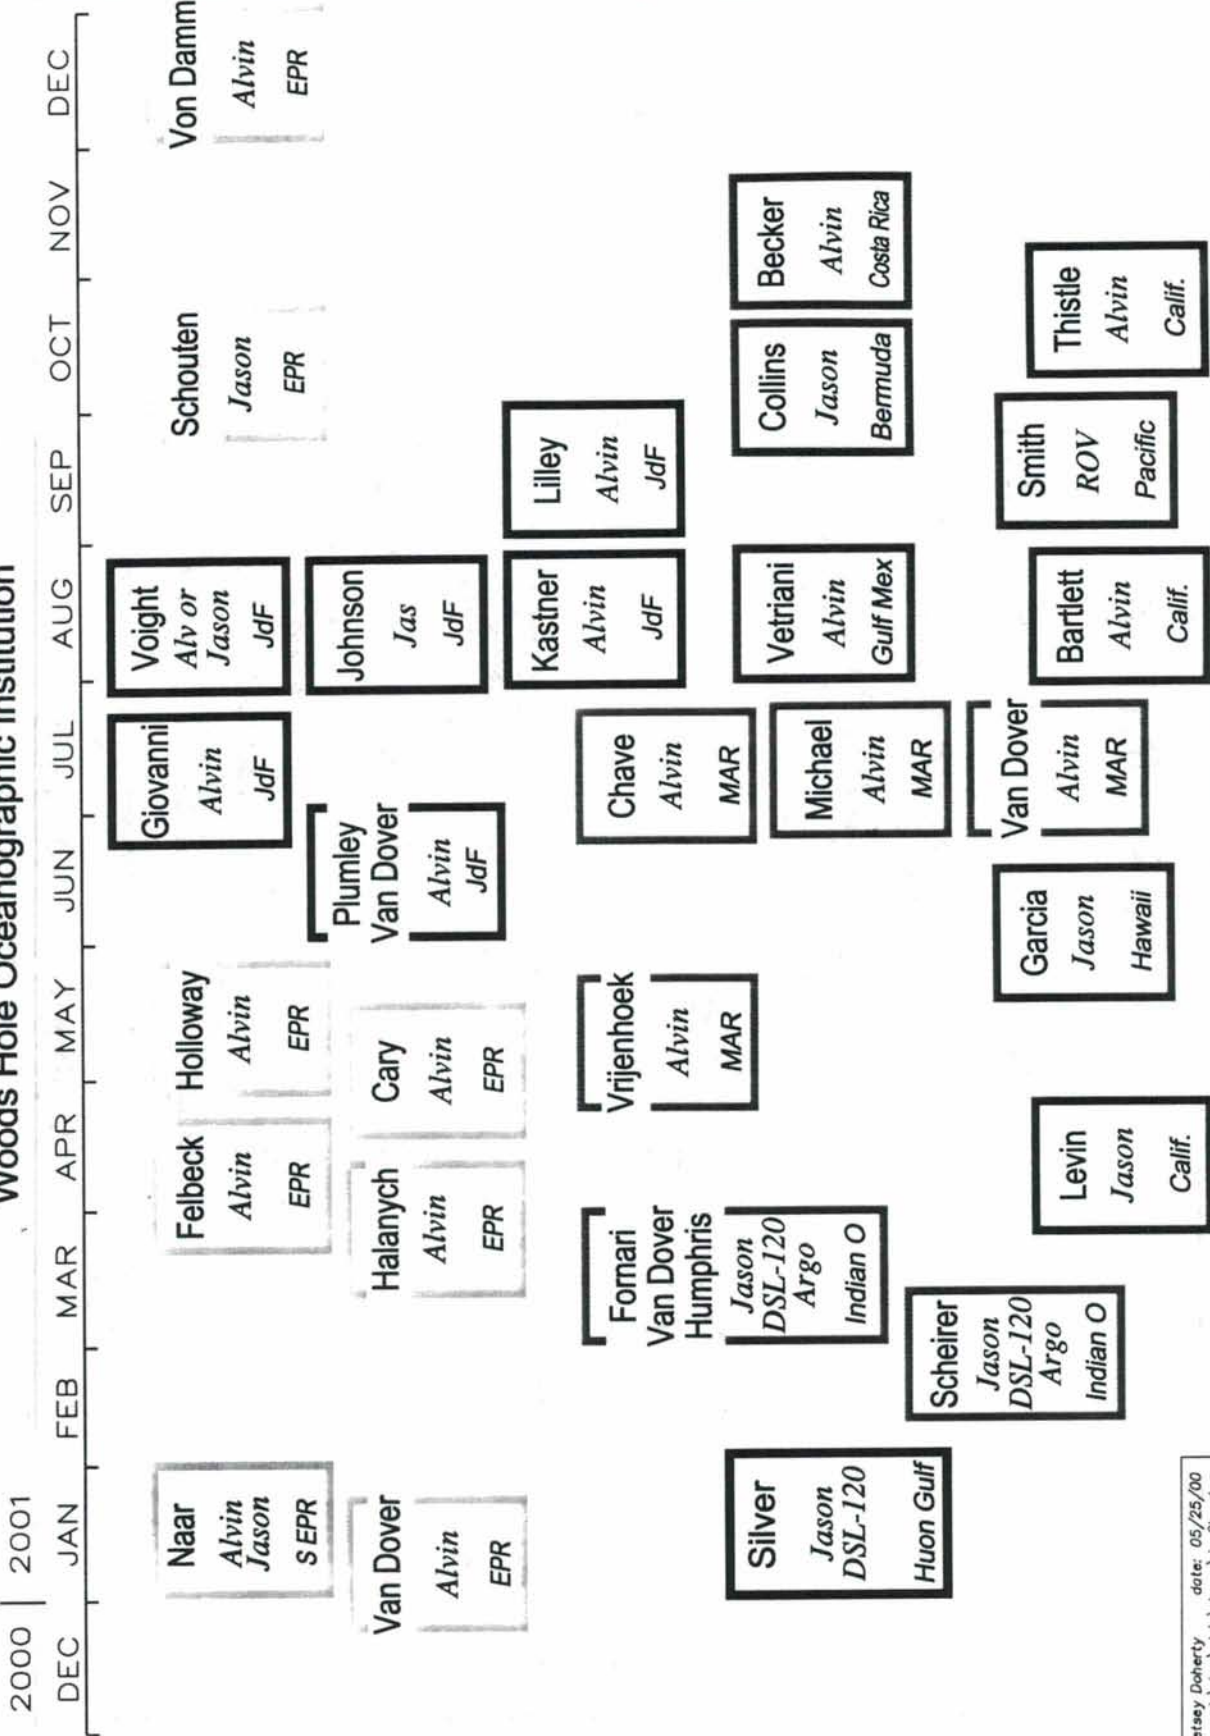 Woods Hole Oceanographic Institution
2000 | 2001
DEC JAN FEB MAR APR MAY JUN JUL AUG SEP OCT NOV DEC
Naar
Alvin
Jason
S EPR
Felbeck
Alvin
EPR
Holloway
Alvin
EPR
Giovanni
Alvin
JdF
Voight
Alv or
Jason
JdF
Schouten
Jason
EPR
Von Damm
Alvin
EPR
Van Dover
Alvin
EPR
Halanych
Alvin
EPR
Cary
Alvin
EPR
Plumley
Van Dover
Alvin
JdF
Johnson
Jas
JdF
Kastner
Alvin
JdF
Lilley
Alvin
JdF
Fornari
Van Dover
Humphris
Jason
DSL-120
Argo
Indian O
Vrijenhoek
Alvin
MAR
Chave
Alvin
MAR
Silver
Jason
DSL-120
Huon Gulf
Michael
Alvin
MAR
Vetriani
Alvin
Gulf Mex
Collins
Jason
Bermuda
Becker
Alvin
Costa Rica
Scheirer
Jason
DSL-120
Argo
Indian O
Van Dover
Alvin
MAR
Garcia
Jason
Hawaii
Smith
ROV
Pacific
Levin
Jason
Calif.
Bartlett
Alvin
Calif.
Thistle
Alvin
Calif.
etsey Doherty date: 05/25/00